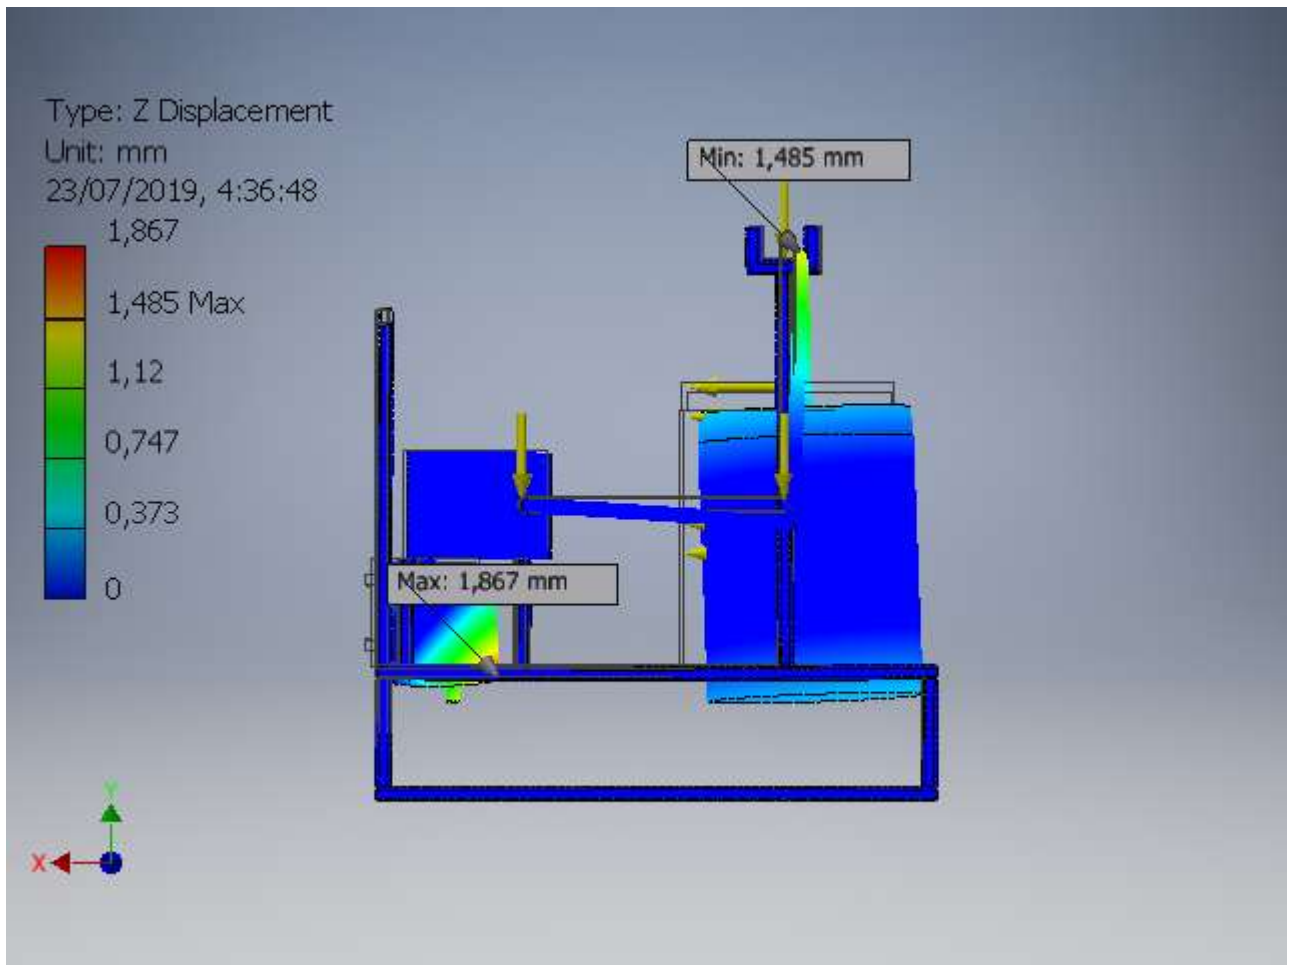 Type: Z Displacement
Unit: mm
23/07/2019, 4:36:48
1,867
1,485 Max
1,12
0,747
0,373
0
Min: 1,485 mm
Max: 1,867 mm
Y
X